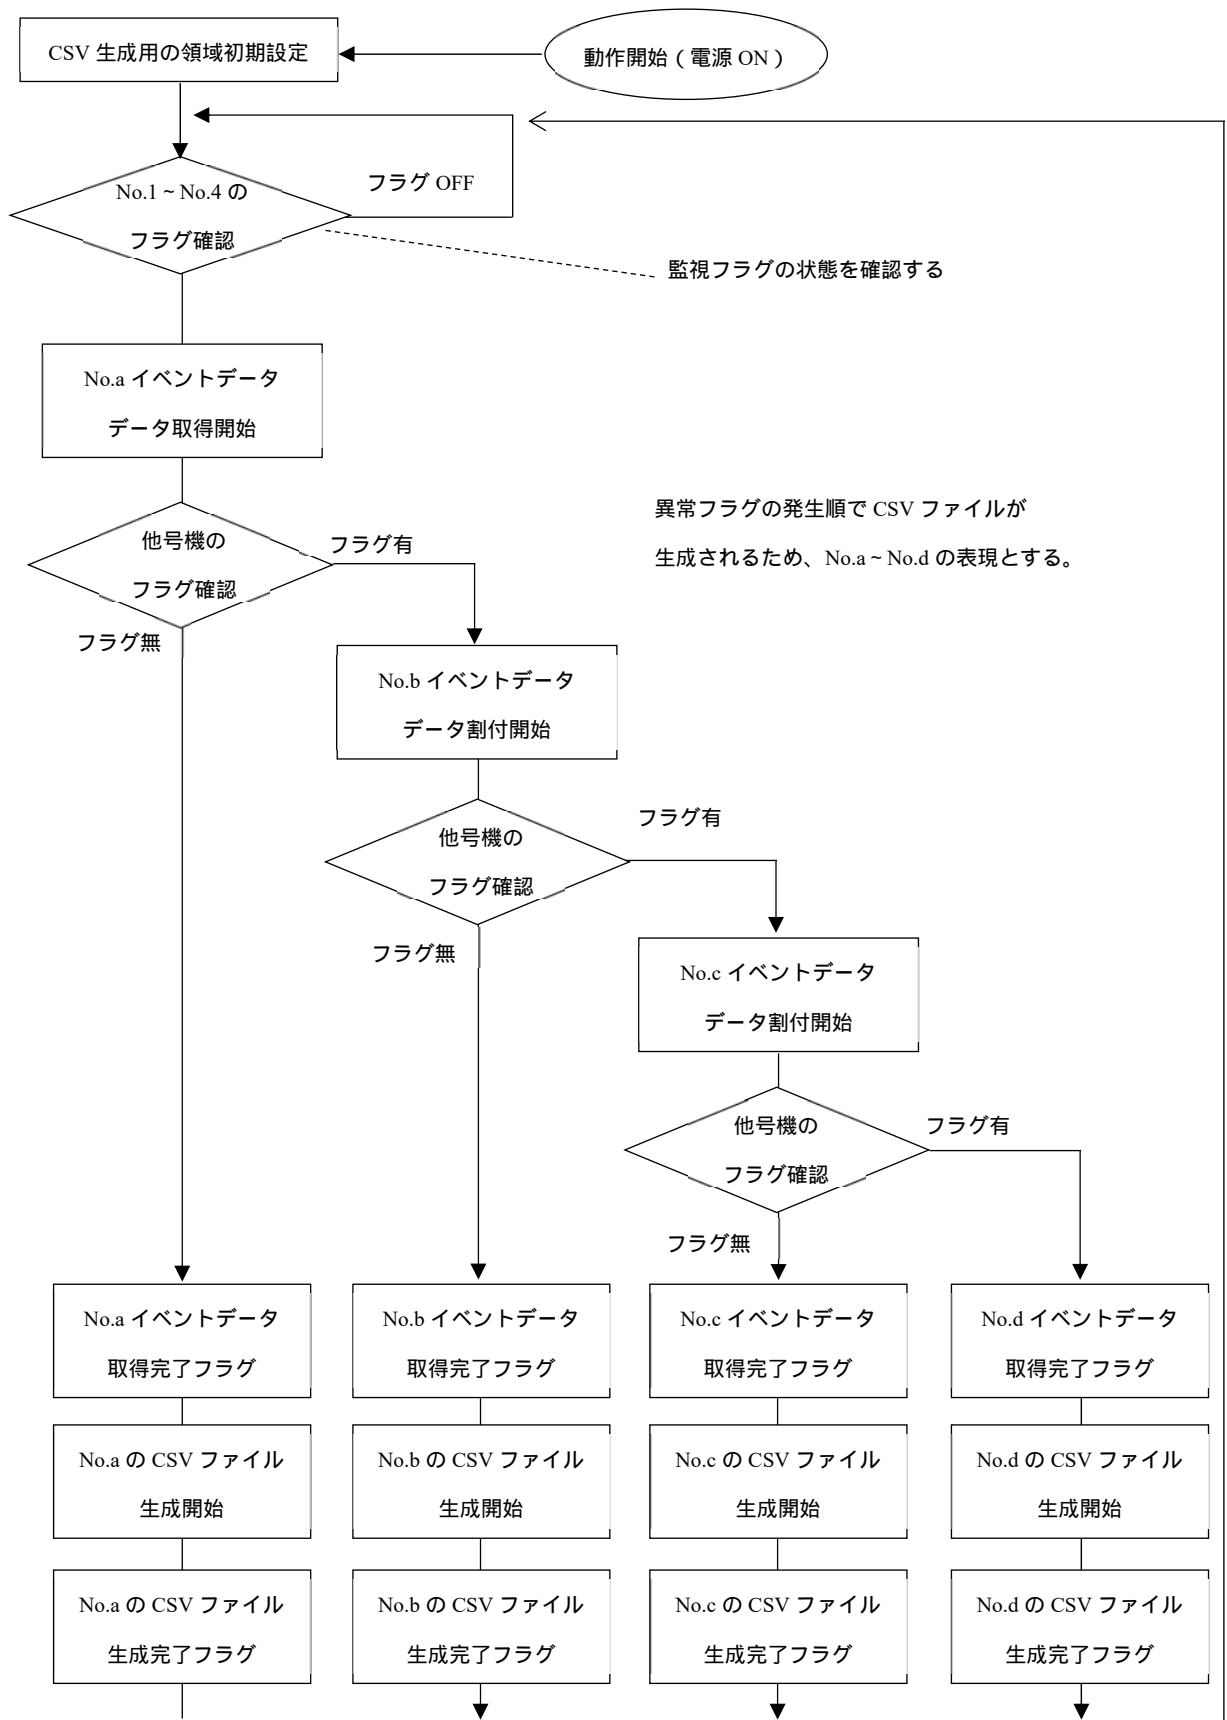 CSV 生成用の領域初期設定
動作開始(電源 ON)
No.1~No.4 の
フラグ確認
フラグ OFF
監視フラグの状態を確認する
No.a イベントデータ
データ取得開始
異常フラグの発生順で CSV ファイルが
生成されるため、No.a~No.d の表現とする。
他号機の
フラグ確認
フラグ有
フラグ無
No.b イベントデータ
データ割付開始
他号機の
フラグ確認
フラグ有
フラグ無
No.c イベントデータ
データ割付開始
他号機の
フラグ確認
フラグ有
フラグ無
No.a イベントデータ
取得完了フラグ
No.b イベントデータ
取得完了フラグ
No.c イベントデータ
取得完了フラグ
No.d イベントデータ
取得完了フラグ
No.a の CSV ファイル
生成開始
No.b の CSV ファイル
生成開始
No.c の CSV ファイル
生成開始
No.d の CSV ファイル
生成開始
No.a の CSV ファイル
生成完了フラグ
No.b の CSV ファイル
生成完了フラグ
No.c の CSV ファイル
生成完了フラグ
No.d の CSV ファイル
生成完了フラグ